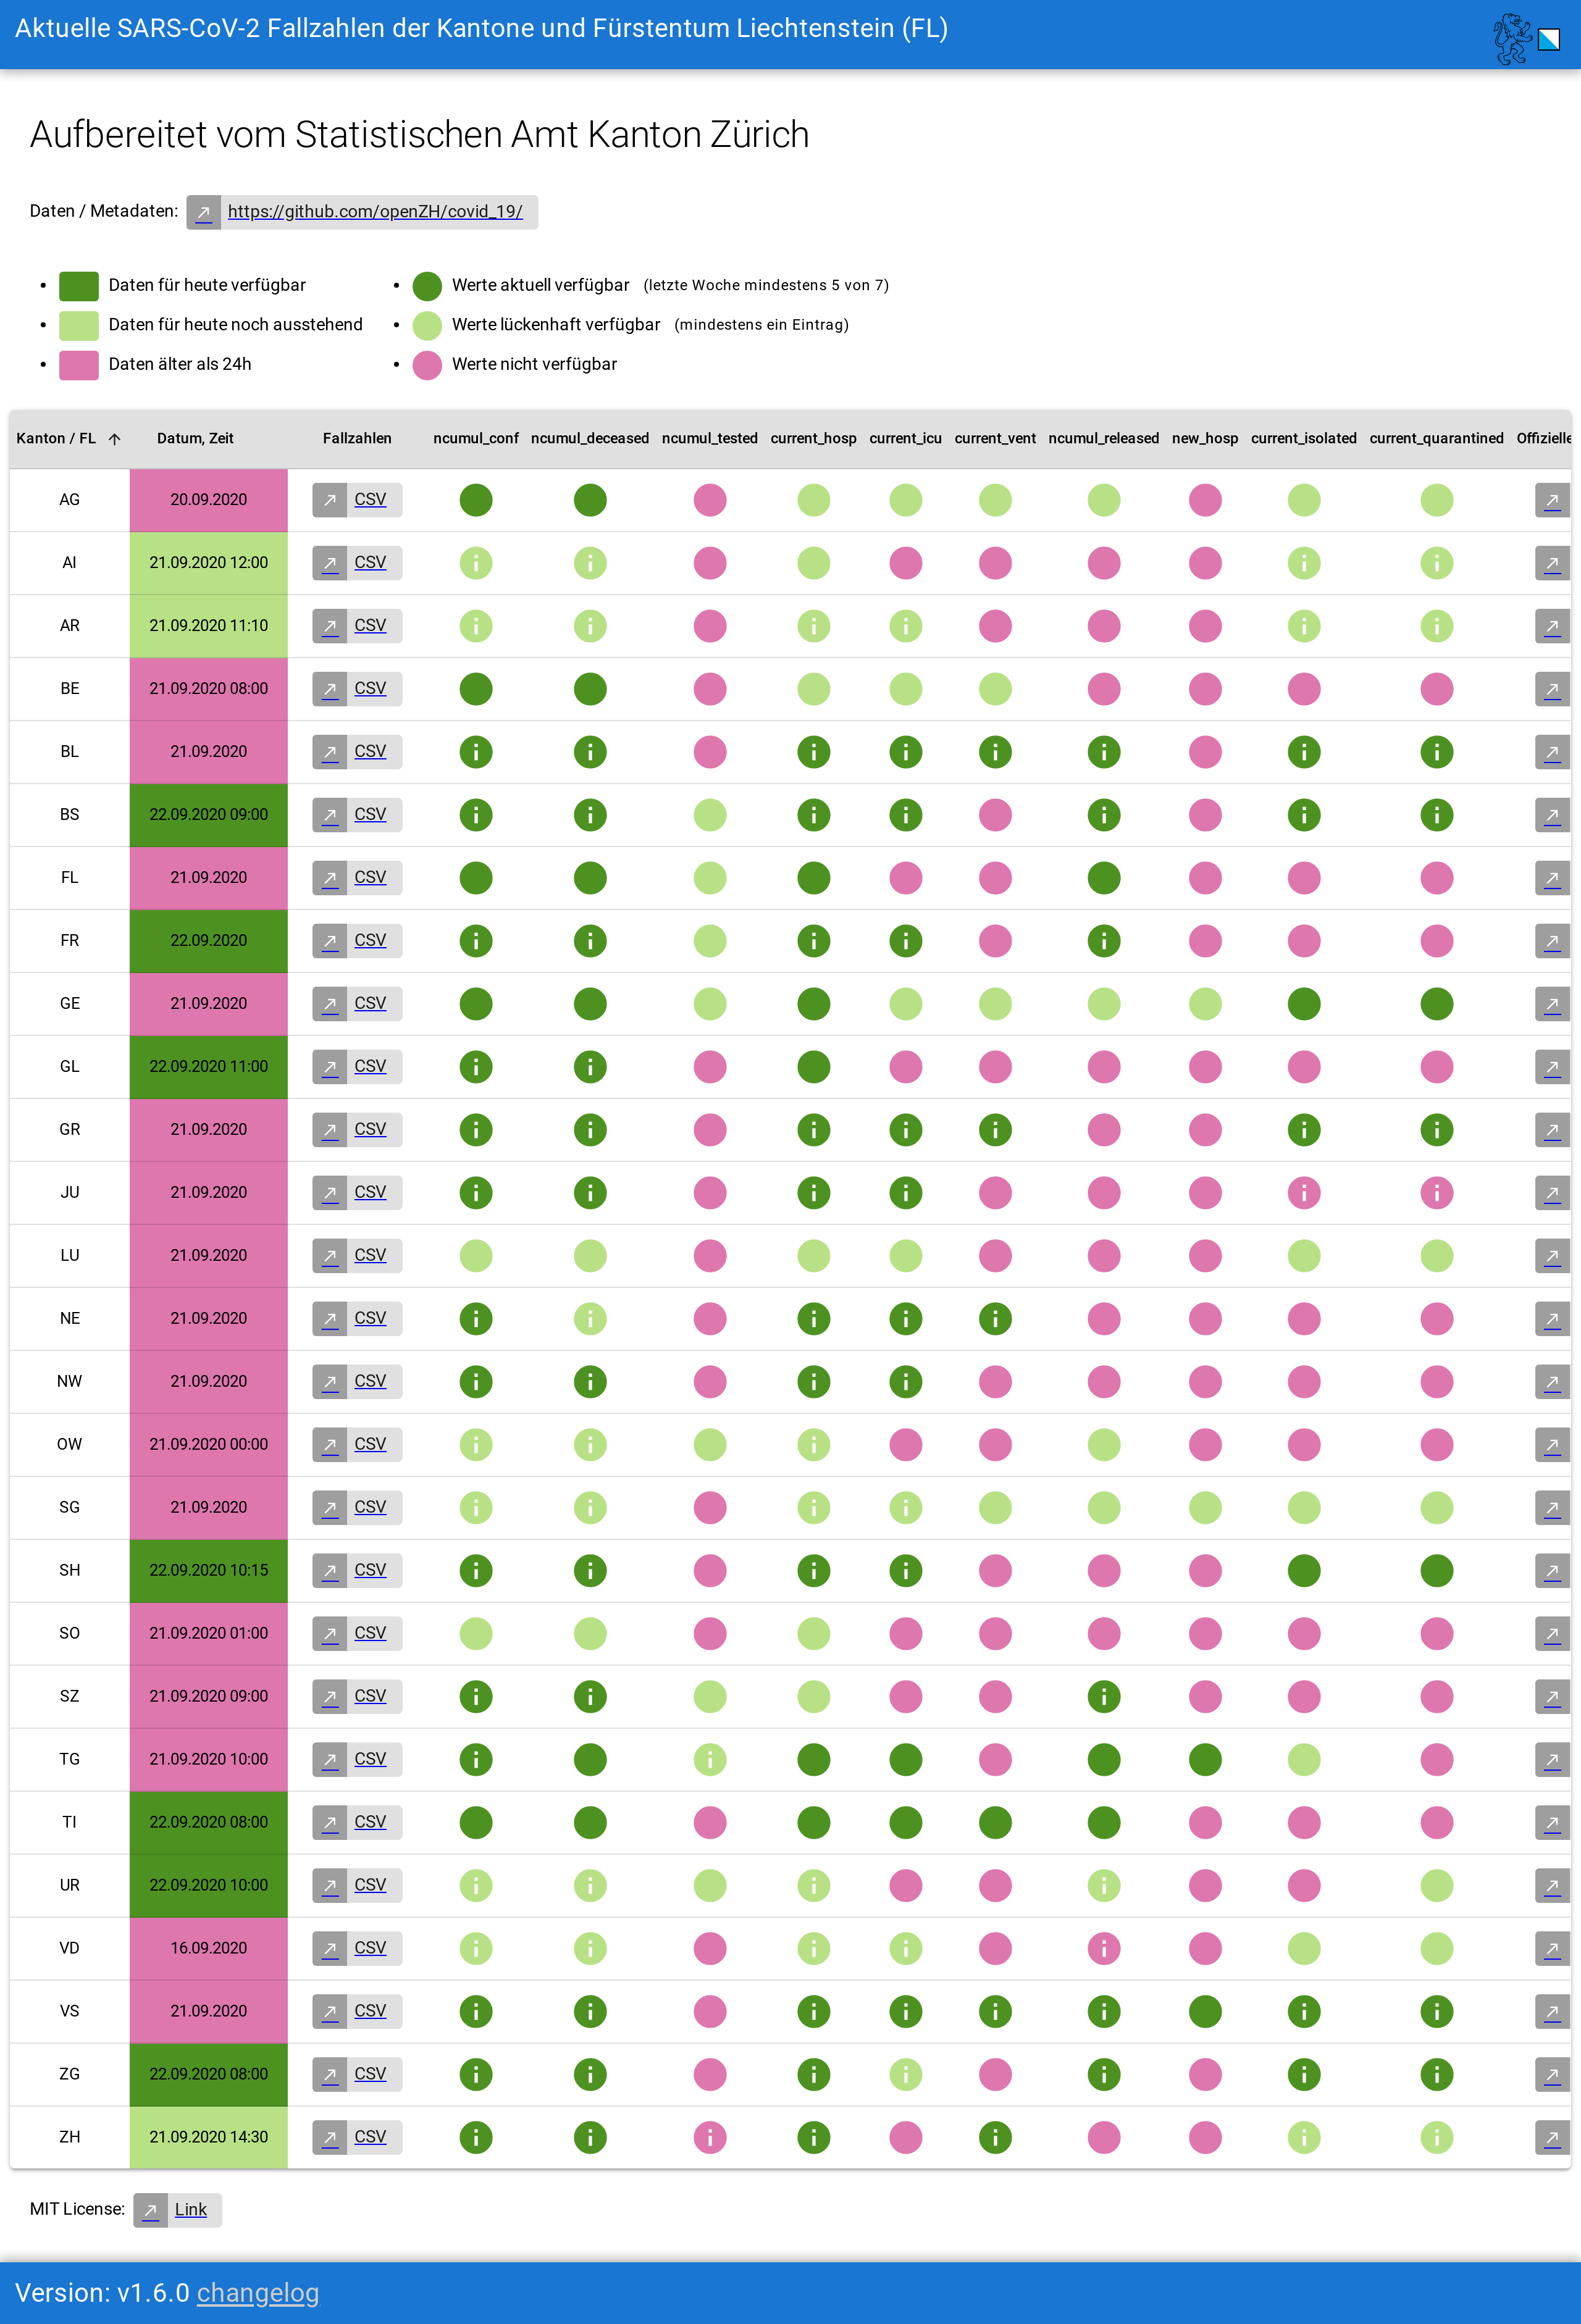 Aktuelle SARS-CoV-2 Fallzahlen der Kantone und Fürstentum Liechtenstein (FL)
Aufbereitet vom Statistischen Amt Kanton Zürich
Daten / Metadaten: https://github.com/openZH/covid_19/
Daten für heute verfügbar
Daten für heute noch ausstehend
Daten älter als 24h
Werte aktuell verfügbar (letzte Woche mindestens 5 von 7)
Werte lückenhaft verfügbar (mindestens ein Eintrag)
Werte nicht verfügbar
Kanton / FL Datum, Zeit Fallzahlen ncumul_conf ncumul_deceased ncumul_tested current_hosp current_icu current_vent ncumul_released new_hosp current_isolated current_quarantined Offizielle
AG 20.09.2020 CSV
AI 21.09.2020 12:00 CSV
AR 21.09.2020 11:10 CSV
BE 21.09.2020 08:00 CSV
BL 21.09.2020 CSV
BS 22.09.2020 09:00 CSV
FL 21.09.2020 CSV
FR 22.09.2020 CSV
GE 21.09.2020 CSV
GL 22.09.2020 11:00 CSV
GR 21.09.2020 CSV
JU 21.09.2020 CSV
LU 21.09.2020 CSV
NE 21.09.2020 CSV
NW 21.09.2020 CSV
OW 21.09.2020 00:00 CSV
SG 21.09.2020 CSV
SH 22.09.2020 10:15 CSV
SO 21.09.2020 01:00 CSV
SZ 21.09.2020 09:00 CSV
TG 21.09.2020 10:00 CSV
TI 22.09.2020 08:00 CSV
UR 22.09.2020 10:00 CSV
VD 16.09.2020 CSV
VS 21.09.2020 CSV
ZG 22.09.2020 08:00 CSV
ZH 21.09.2020 14:30 CSV
MIT License: Link
Version: v1.6.0 changelog